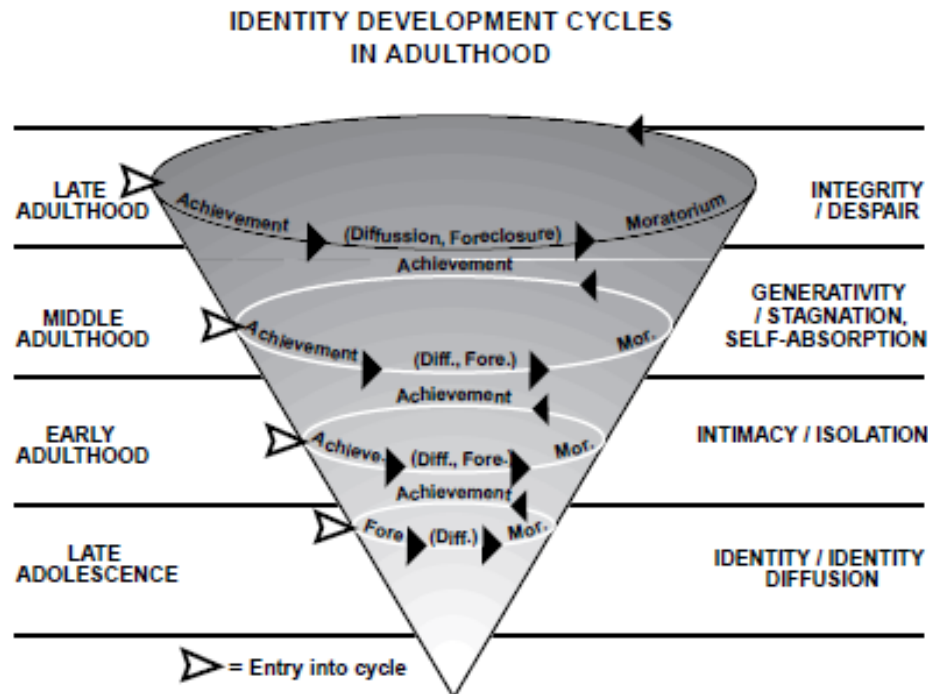 IDENTITY DEVELOPMENT CYCLES
IN ADULTHOOD
LATE
ADULTHOOD
Achievement
(Diffussion, Foreclosure)
Moratorium
INTEGRITY
/ DESPAIR
Achievement
MIDDLE
ADULTHOOD
Achievement
(Diff., Fore.)
Mor.
GENERATIVITY
/ STAGNATION,
SELF-ABSORPTION
Achievement
EARLY
ADULTHOOD
Achieve.
(Diff., Fore.)
Mor.
INTIMACY / ISOLATION
Achievement
LATE
ADOLESCENCE
Fore
(Diff.)
Mor.
IDENTITY / IDENTITY
DIFFUSION
= Entry into cycle